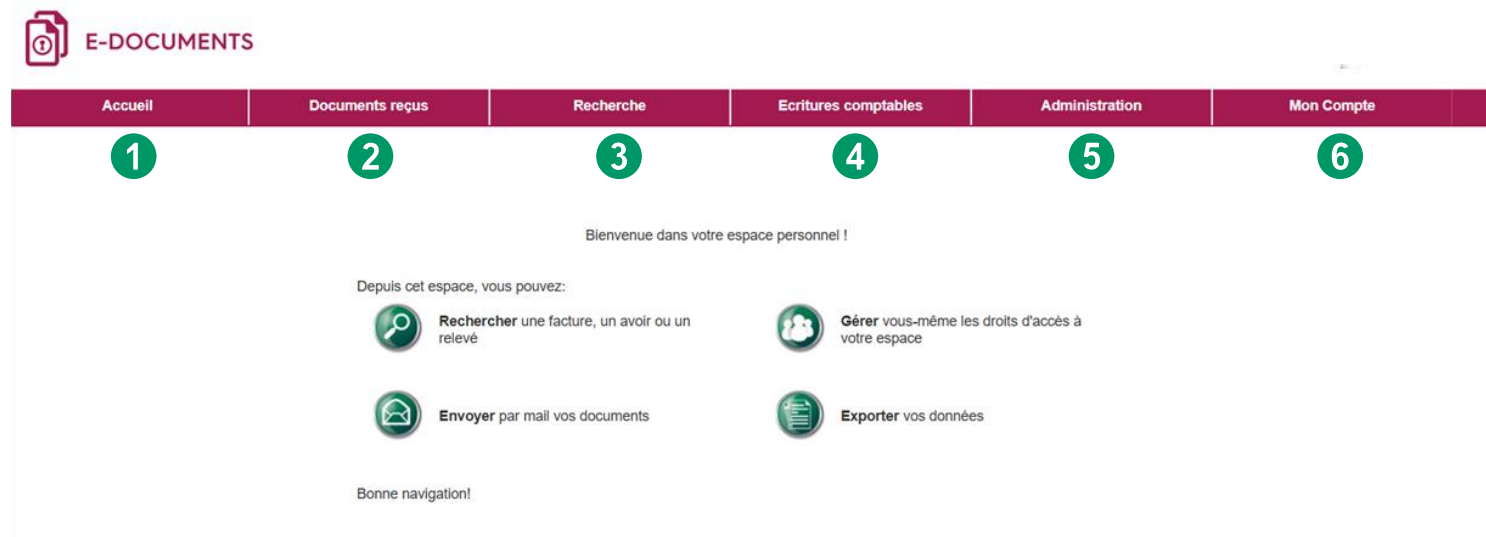 E-DOCUMENTS
Accueil Documents reçus Recherche Ecritures comptables Administration Mon Compte
1 2 3 4 5 6
Bienvenue dans votre espace personnel !
Depuis cet espace, vous pouvez:
Rechercher une facture, un avoir ou un
relevé
Gérer vous-même les droits d'accès à
votre espace
Envoyer par mail vos documents
Exporter vos données
Bonne navigation!